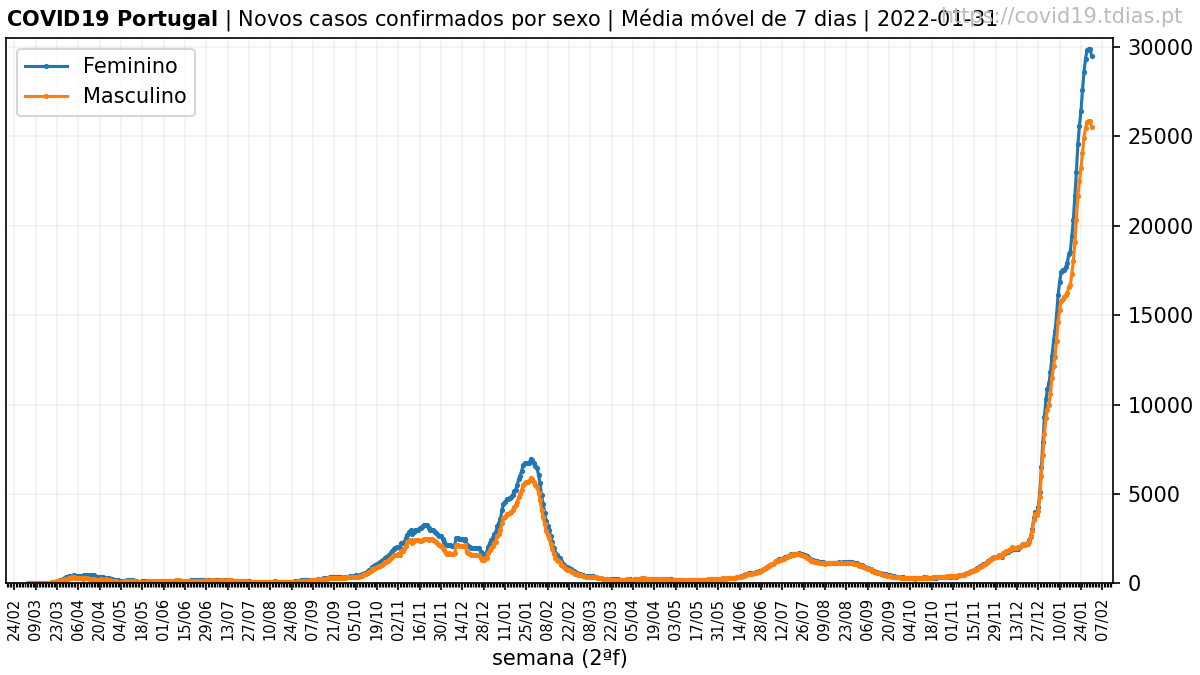 COVID19 Portugal | Novos casos confirmados por sexo | Média móvel de 7 dias | 2022-01-31
https://covid19.tdias.pt
Feminino
Masculino
30000
25000
20000
15000
10000
5000
0
24/02 09/03 23/03 06/04 20/04 04/05 18/05 01/06 15/06 29/06 13/07 27/07 10/08 24/08 07/09 21/09 05/10 19/10 02/11 16/11 30/11 14/12 28/12 11/01 25/01 08/02 22/02 08/03 22/03 05/04 19/04 03/05 17/05 31/05 14/06 28/06 12/07 26/07 09/08 23/08 06/09 20/09 04/10 18/10 01/11 15/11 29/11 13/12 27/12 10/01 24/01 07/02
semana (2ªf)